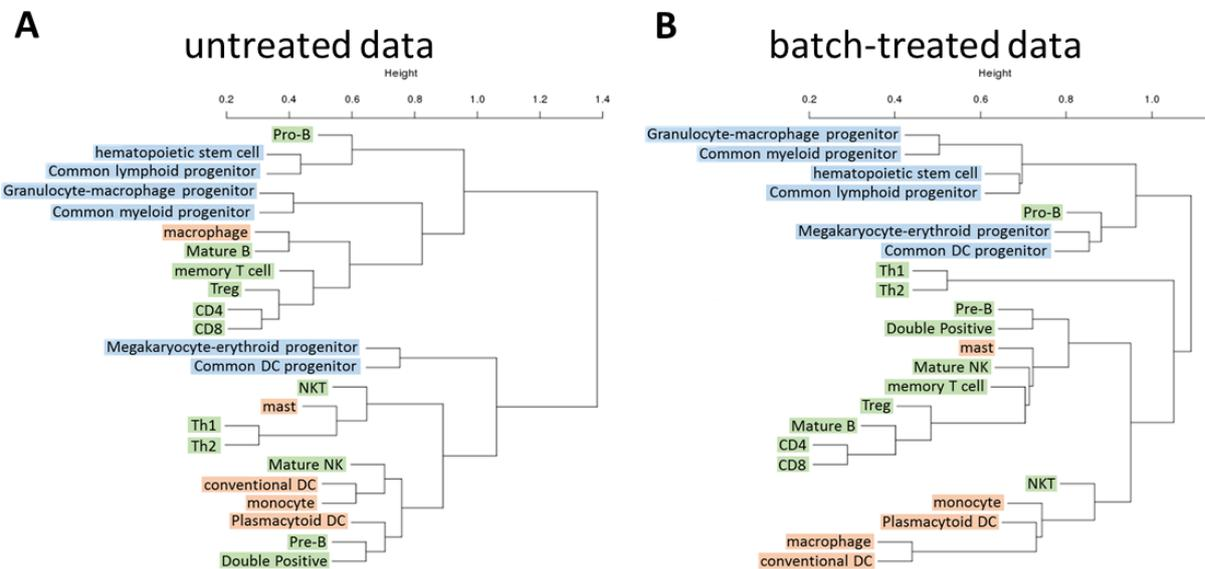 A
untreated data
Height
0.2 0.4 0.6 0.8 1.0 1.2 1.4
Pro-B
hematopoietic stem cell
Common lymphoid progenitor
Granulocyte-macrophage progenitor
Common myeloid progenitor
macrophage
Mature B
memory T cell
Treg
CD4
CD8
Megakaryocyte-erythroid progenitor
Common DC progenitor
NKT
mast
Th1
Th2
Mature NK
conventional DC
monocyte
Plasmacytoid DC
Pre-B
Double Positive
B
batch-treated data
Height
0.2 0.4 0.6 0.8 1.0
Granulocyte-macrophage progenitor
Common myeloid progenitor
hematopoietic stem cell
Common lymphoid progenitor
Pro-B
Megakaryocyte-erythroid progenitor
Common DC progenitor
Th1
Th2
Pre-B
Double Positive
mast
Mature NK
memory T cell
Treg
Mature B
CD4
CD8
NKT
monocyte
Plasmacytoid DC
macrophage
conventional DC